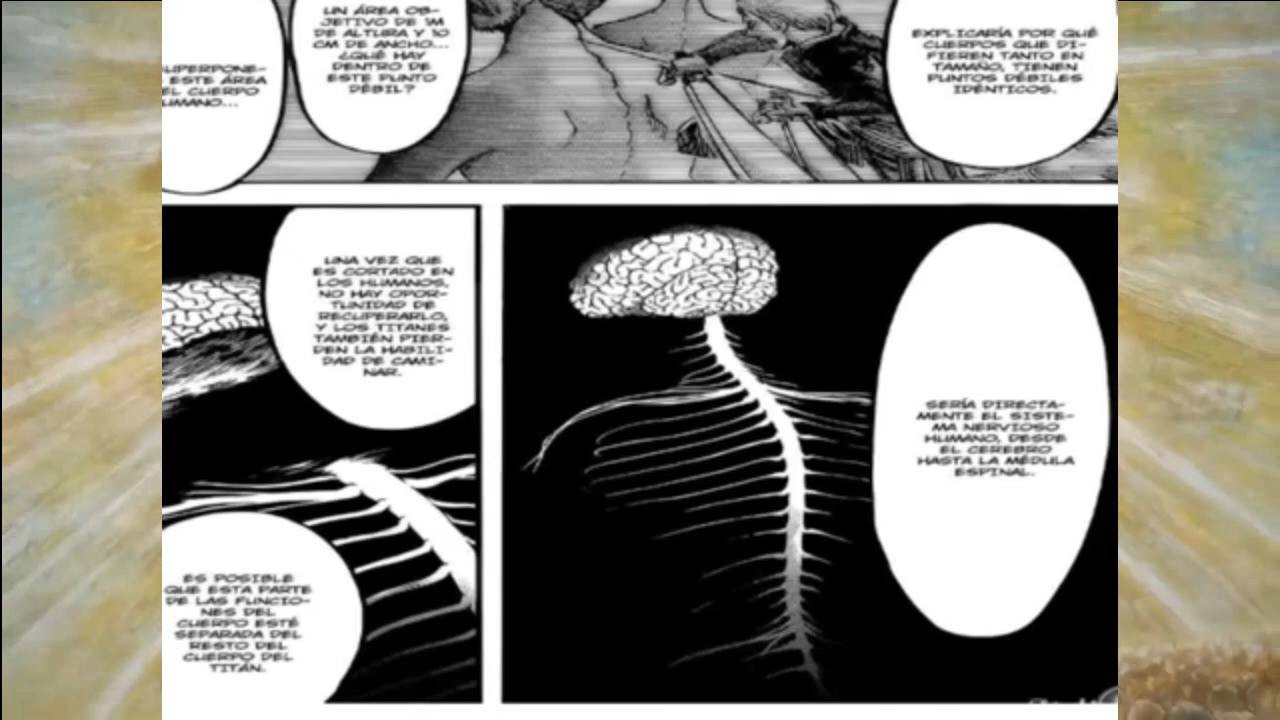 EXPLICARÍA POR QUÉ
CUERPOS QUE DI-
FIEREN TANTO EN
TAMAÑO, TIENEN
PUNTOS DÉBILES
IDÉNTICOS.
UN ÁREA OB-
JETIVO DE 1M
DE ALTURA Y 10
CM DE ANCHO...
¿QUÉ HAY
DENTRO DE
ESTE PUNTO
DÉBIL?
UPERPONE-
ESTE ÁREA
EL CUERPO
UMANO...
SERÍA DIRECTA-
MENTE EL SISTE-
MA NERVIOSO
HUMANO, DESDE
EL CEREBRO
HASTA LA MÉDULA
ESPINAL.
UNA VEZ QUE
ES CORTADO EN
LOS HUMANOS,
NO HAY OPOR-
TUNIDAD DE
RECUPERARLO,
Y LOS TITANES
TAMBIÉN PIER-
DEN LA HABILI-
DAD DE CAMI-
NAR.
ES POSIBLE
QUE ESTA PARTE
DE LAS FUNCIO-
NES DEL
CUERPO ESTÉ
SEPARADA DEL
RESTO DEL
CUERPO DEL
TITÁN.